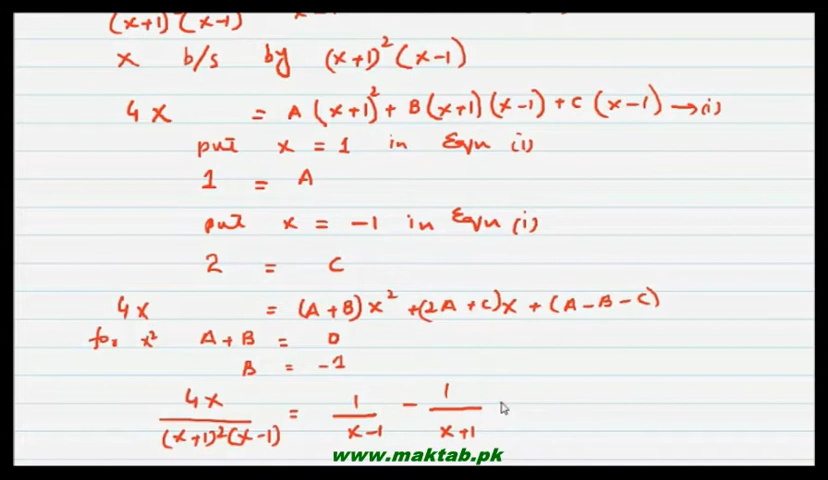 (x+1)²(x-1)
x b/s by (x+1)²(x-1)
4x = A(x+1)² + B(x+1)(x-1) + C(x-1) → (i)
put x = 1 in Eqn (i)
1 = A
put x = -1 in Eqn (i)
2 = C
4x = (A+B)x² + (2A+C)x + (A-B-C)
for x² A+B = 0
B = -1
4x/(x+1)²(x-1) = 1/x-1 - 1/x+1
www.maktab.pk